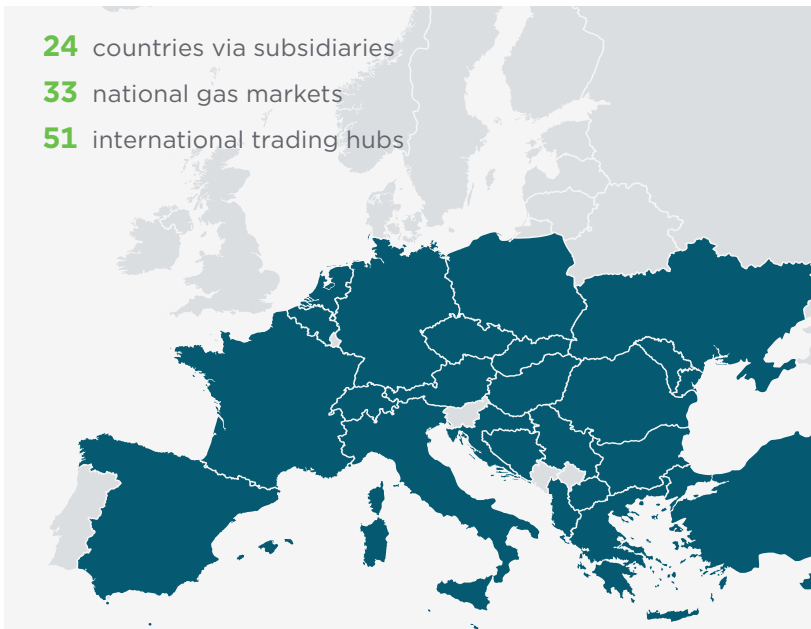 24 countries via subsidiaries
33 national gas markets
51 international trading hubs